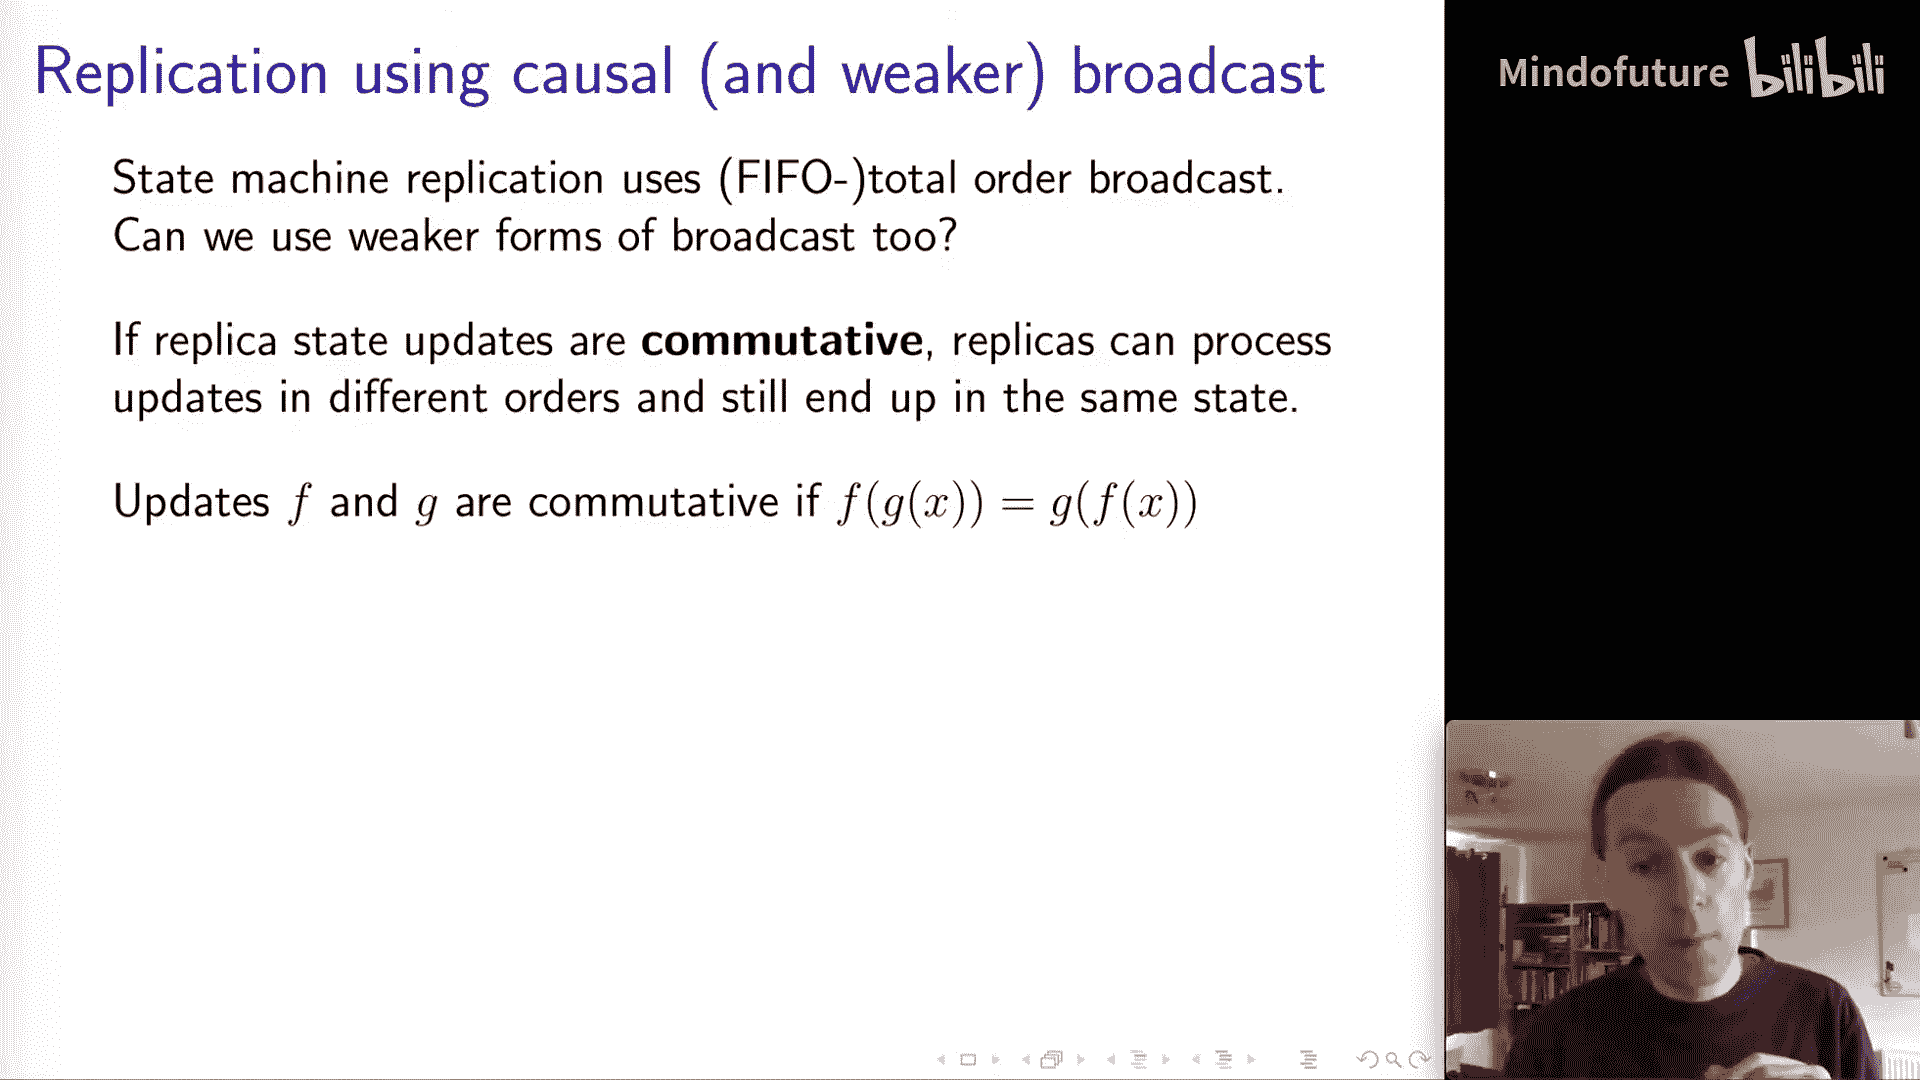 Replication using causal (and weaker) broadcast
Mindofuture bilibili
State machine replication uses (FIFO-)total order broadcast.
Can we use weaker forms of broadcast too?
If replica state updates are commutative, replicas can process
updates in different orders and still end up in the same state.
Updates f and g are commutative if f(g(x)) = g(f(x))